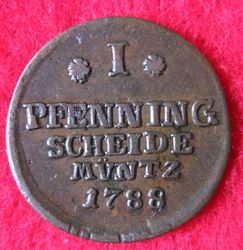 I
PFENNING
SCHEIDE
MÜNTZ
1788